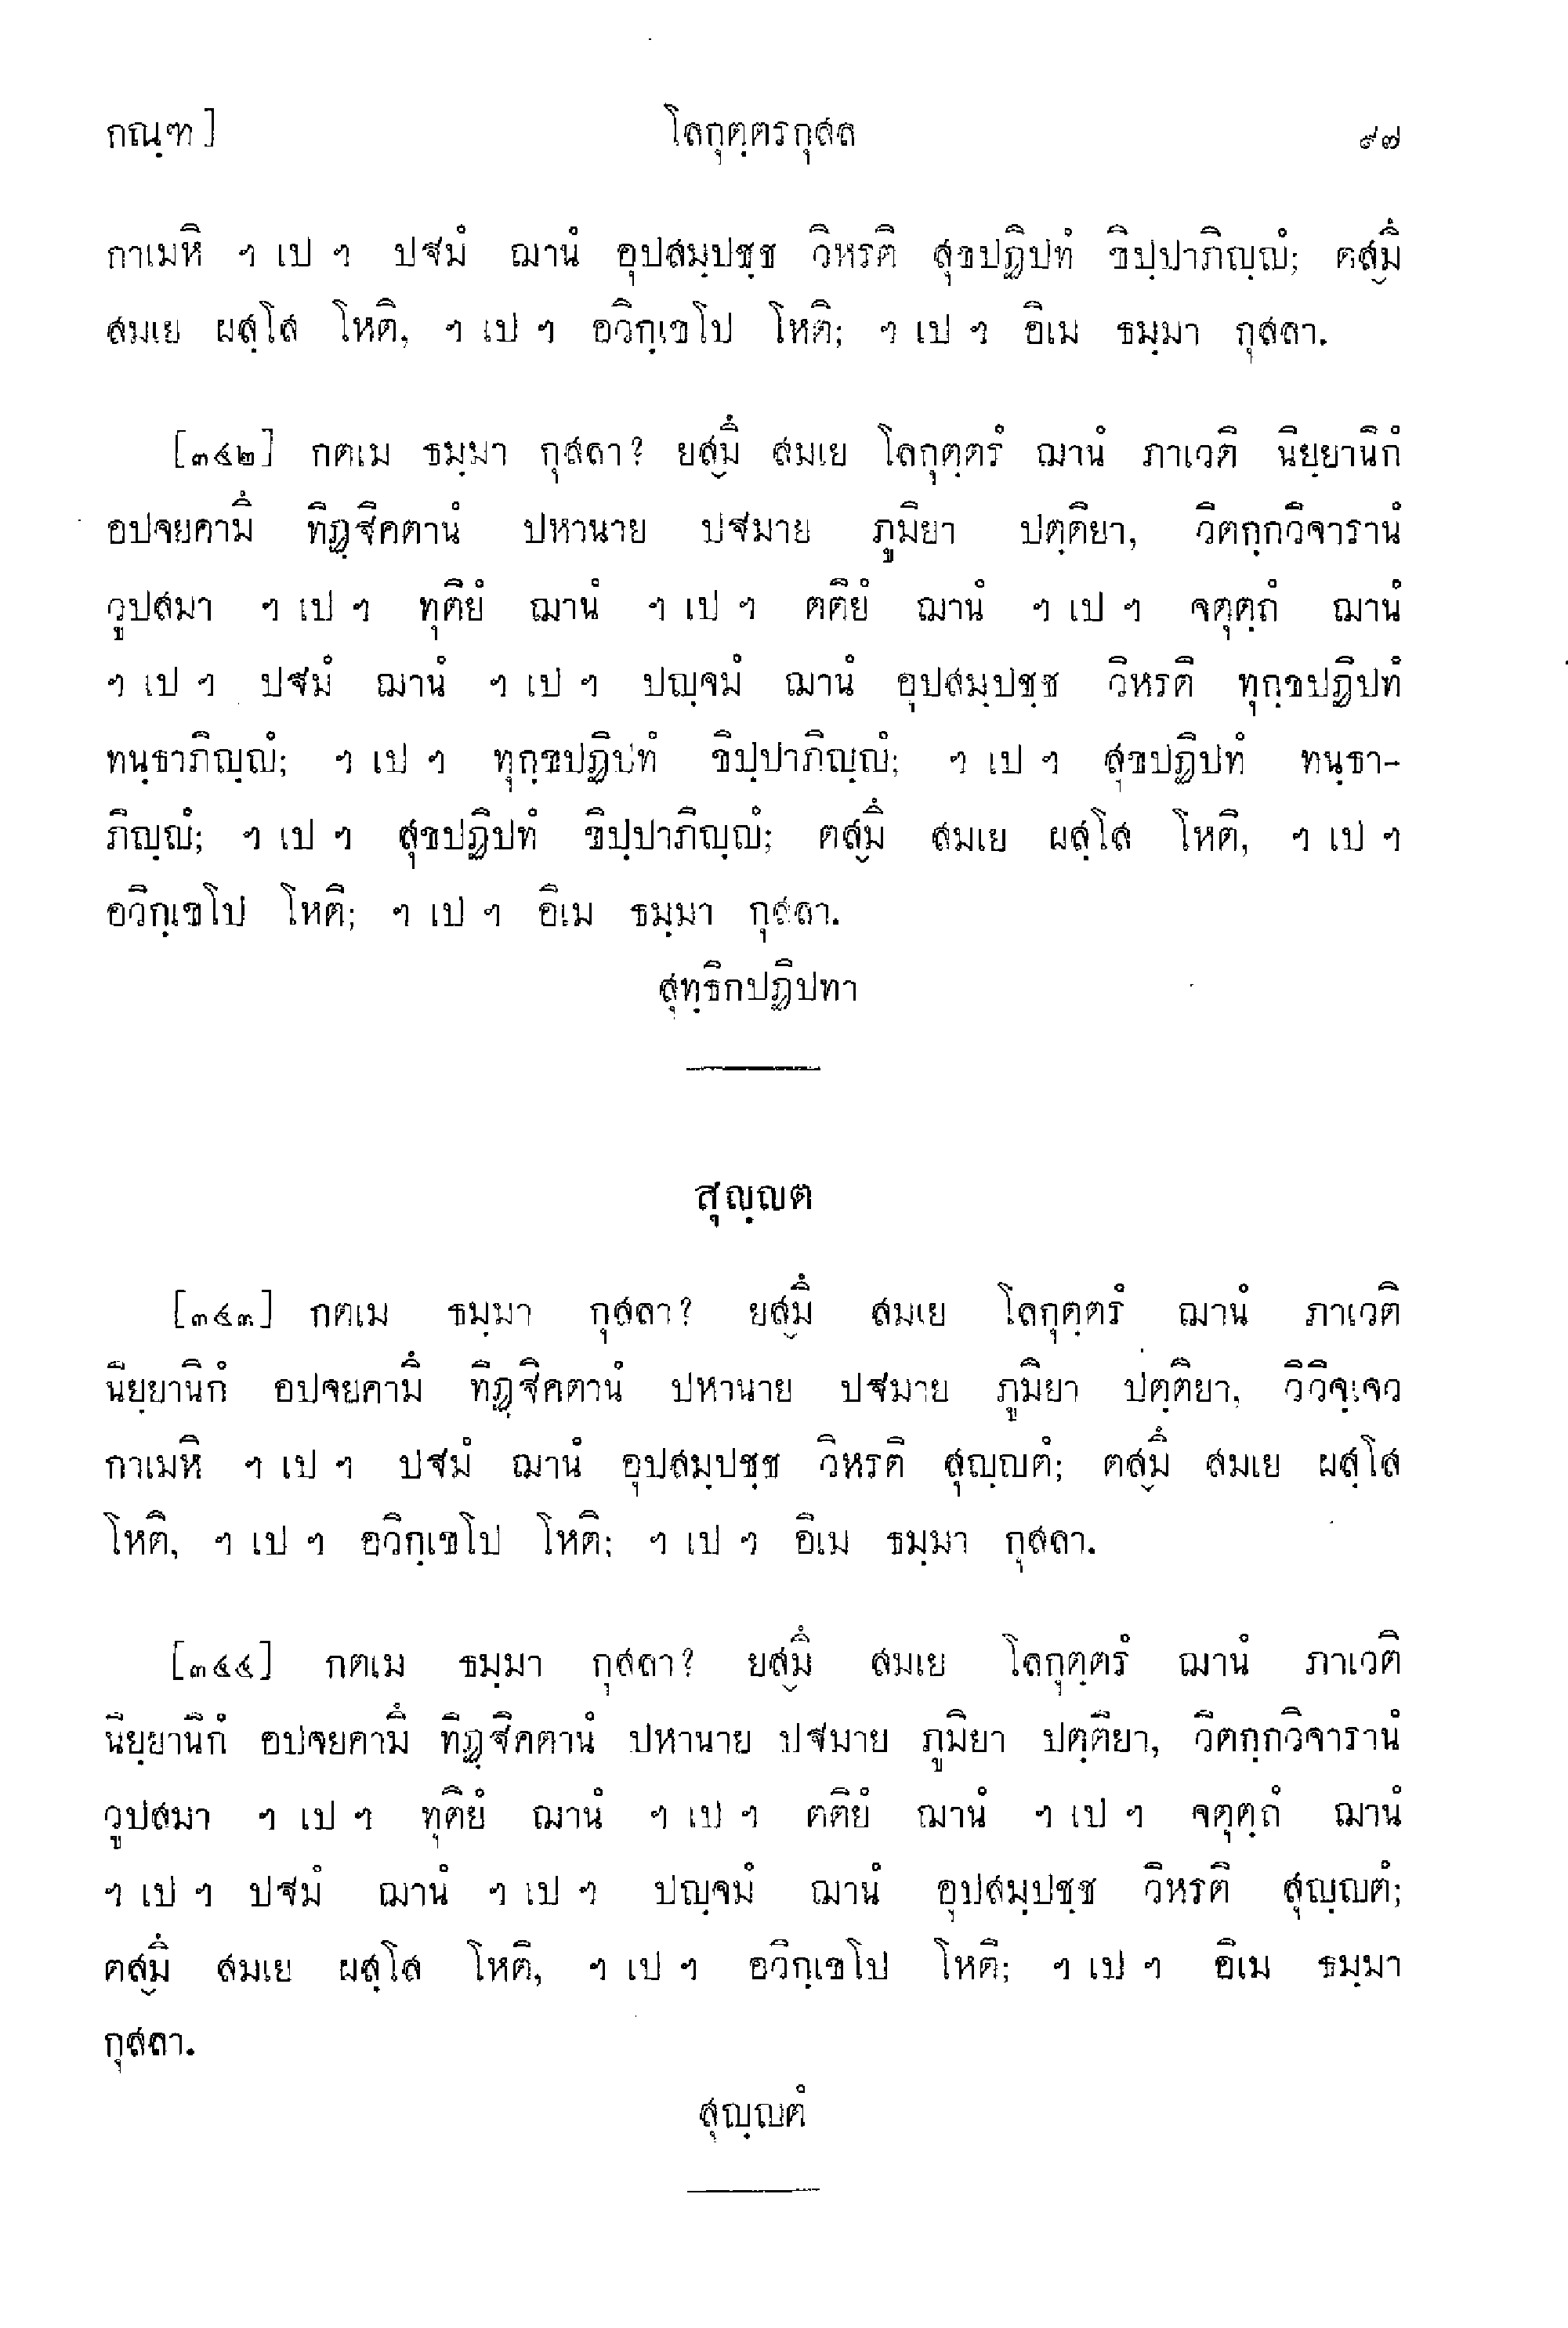 กณฺฑ]
โลกุตฺตรกุสล
๙๗
กาเมหิ ฯ เป ฯ ปฐมํ ฌานํ อุปสมฺปชฺช วิหรติ สุขปฏิปทํ ขิปฺปาภิญฺญํ; ตสฺมึ
สมเย ผสฺโส โหติ, ฯ เป ฯ อวิกฺเขโป โหติ; ฯ เป ฯ อิเม ธมฺมา กุสลา.
[๓๔๒] กตเม ธมฺมา กุสลา? ยสฺมึ สมเย โลกุตฺตรํ ฌานํ ภาเวติ นิยฺยานิกํ
อปจยคามึ ทิฏฺฐิคตานํ ปหานาย ปฐมาย ภูมิยา ปตฺติยา, วิตกฺกวิจารานํ
วูปสมา ฯ เป ฯ ทุติยํ ฌานํ ฯ เป ฯ ตติยํ ฌานํ ฯ เป ฯ จตุตฺถํ ฌานํ
ฯ เป ฯ ปฐมํ ฌานํ ฯ เป ฯ ปญฺจมํ ฌานํ อุปสมฺปชฺช วิหรติ ทุกฺขปฏิปทํ
ทนฺธาภิญฺญํ; ฯ เป ฯ ทุกฺขปฏิปทํ ขิปฺปาภิญฺญํ; ฯ เป ฯ สุขปฏิปทํ ทนฺธา-
ภิญฺญํ; ฯ เป ฯ สุขปฏิปทํ ขิปฺปาภิญฺญํ; ตสฺมึ สมเย ผสฺโส โหติ, ฯ เป ฯ
อวิกฺเขโป โหติ; ฯ เป ฯ อิเม ธมฺมา กุสลา.
สุทฺธิกปฏิปทา
สุญฺญต
[๓๔๓] กตเม ธมฺมา กุสลา? ยสฺมึ สมเย โลกุตฺตรํ ฌานํ ภาเวติ
นิยฺยานิกํ อปจยคามึ ทิฏฺฐิคตานํ ปหานาย ปฐมาย ภูมิยา ปตฺติยา, วิวิจฺเจว
กาเมหิ ฯ เป ฯ ปฐมํ ฌานํ อุปสมฺปชฺช วิหรติ สุญฺญตํ; ตสฺมึ สมเย ผสฺโส
โหติ, ฯ เป ฯ อวิกฺเขโป โหติ; ฯ เป ฯ อิเม ธมฺมา กุสลา.
[๓๔๔] กตเม ธมฺมา กุสลา? ยสฺมึ สมเย โลกุตฺตรํ ฌานํ ภาเวติ
นิยฺยานิกํ อปจยคามึ ทิฏฺฐิคตานํ ปหานาย ปฐมาย ภูมิยา ปตฺติยา, วิตกฺกวิจารานํ
วูปสมา ฯ เป ฯ ทุติยํ ฌานํ ฯ เป ฯ ตติยํ ฌานํ ฯ เป ฯ จตุตฺถํ ฌานํ
ฯ เป ฯ ปฐมํ ฌานํ ฯ เป ฯ ปญฺจมํ ฌานํ อุปสมฺปชฺช วิหรติ สุญฺญตํ;
ตสฺมึ สมเย ผสฺโส โหติ, ฯ เป ฯ อวิกฺเขโป โหติ; ฯ เป ฯ อิเม ธมฺมา
กุสลา.
สุญฺญตํ